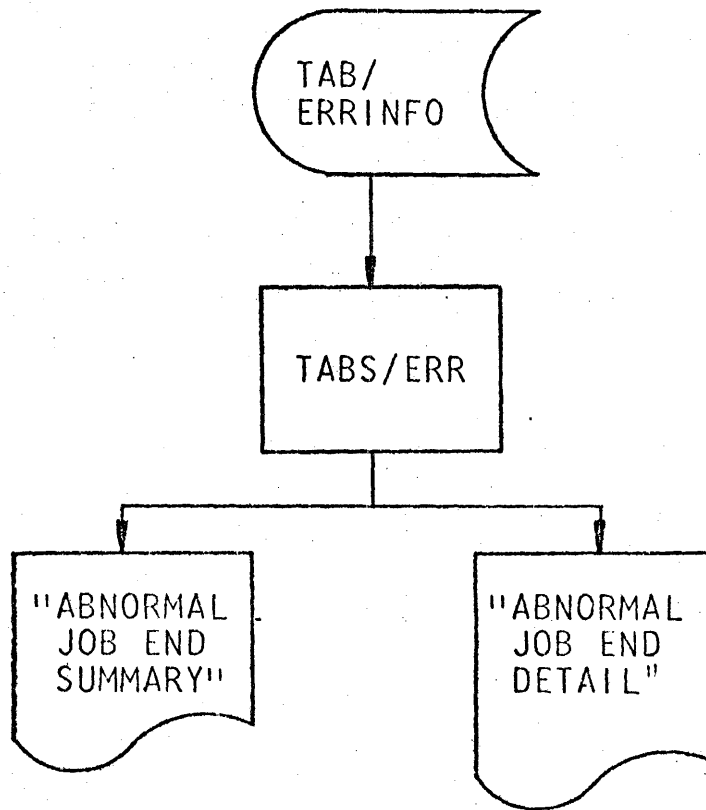 TAB/
ERRINFO
TABS/ERR
"ABNORMAL
JOB END
SUMMARY"
"ABNORMAL
JOB END
DETAIL"